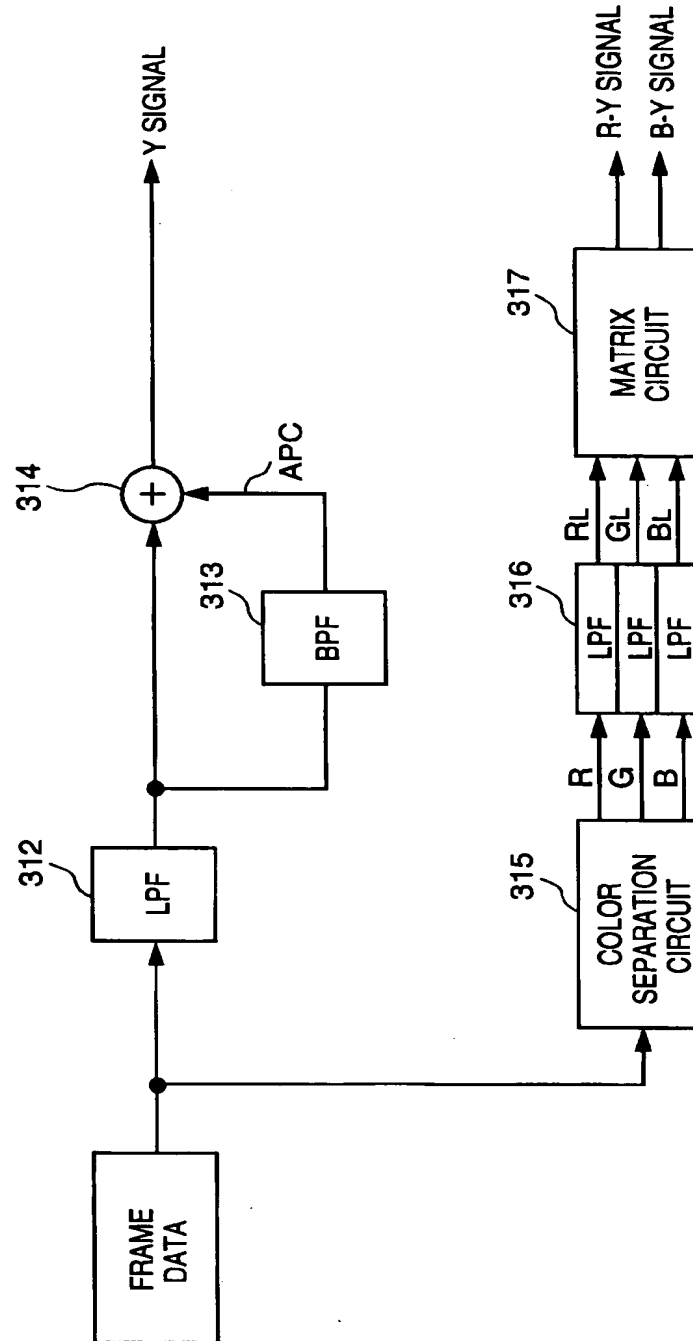 FRAME
DATA
312
LPF
313
BPF
APC
314
+
Y SIGNAL
315
COLOR
SEPARATION
CIRCUIT
R
G
B
316
LPF
LPF
LPF
RL
GL
BL
317
MATRIX
CIRCUIT
R-Y SIGNAL
B-Y SIGNAL